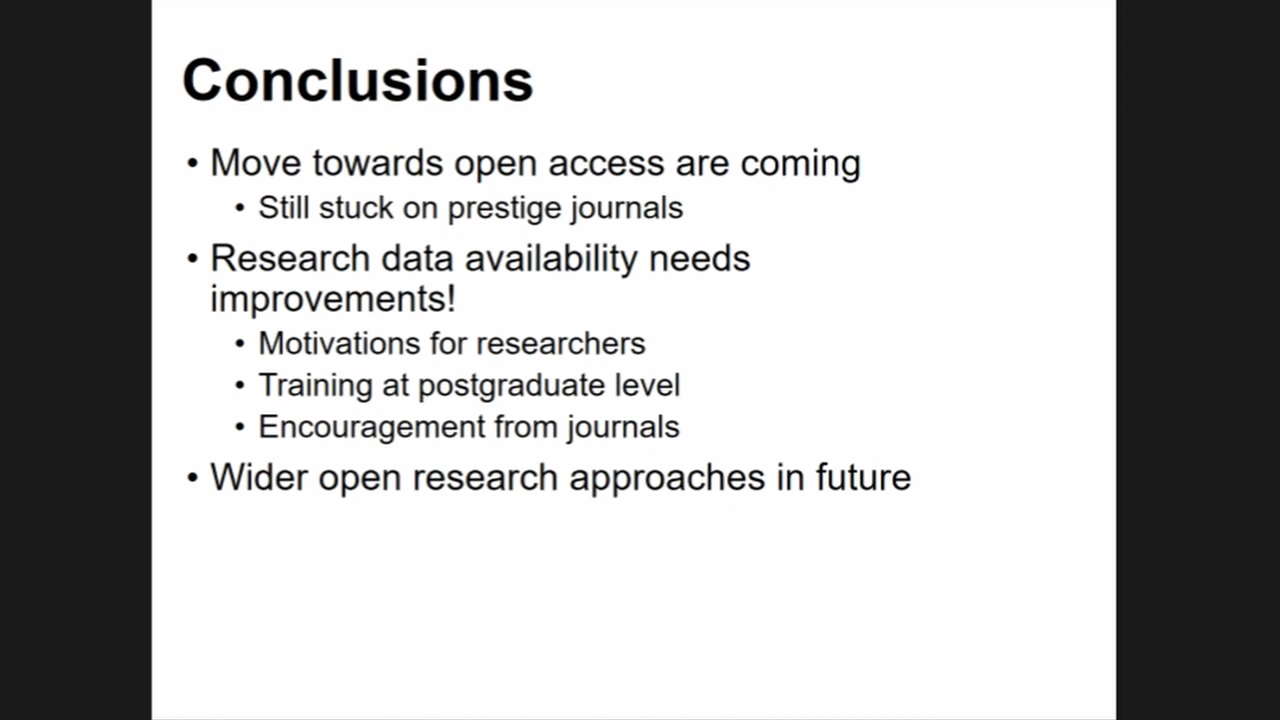 Conclusions
• Move towards open access are coming
• Still stuck on prestige journals
• Research data availability needs
improvements!
• Motivations for researchers
• Training at postgraduate level
• Encouragement from journals
• Wider open research approaches in future